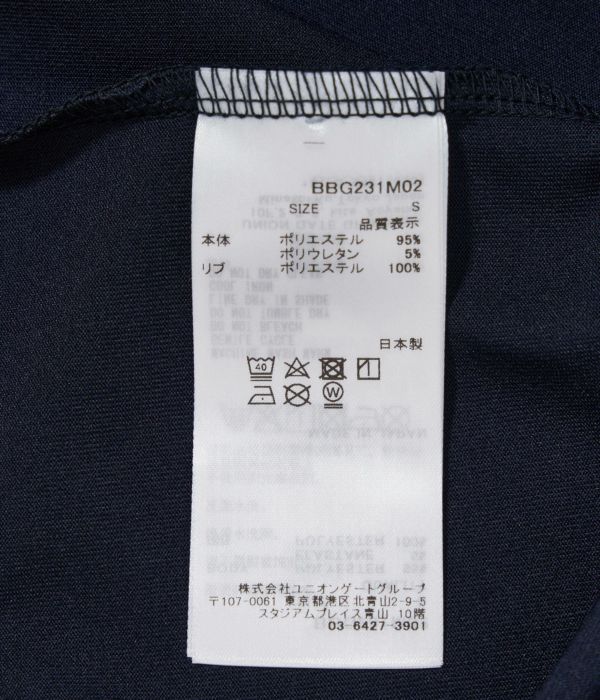 BBG231M02
SIZE S
品質表示
本体 ポリエステル 95%
ポリウレタン 5%
リブ ポリエステル 100%
日本製
40
W
株式会社ユニオンゲートグループ
〒107-0061 東京都港区北青山2-9-5
スタジアムプレイス青山 10階
03-6427-3901